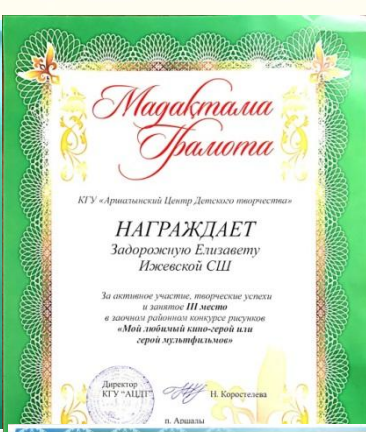 Мадақтама
Грамота
КГУ «Аршалынский Центр Детского творчества»
НАГРАЖДАЕТ
Задорожную Елизавету
Ижевской СШ
За активное участие, творческие успехи
и занятое III место
в заочном районном конкурсе рисунков
«Мой любимый кино-герой или
герой мультфильмов»
Директор
КГУ "АЦДТ" Н. Коростелева
п. Аршалы